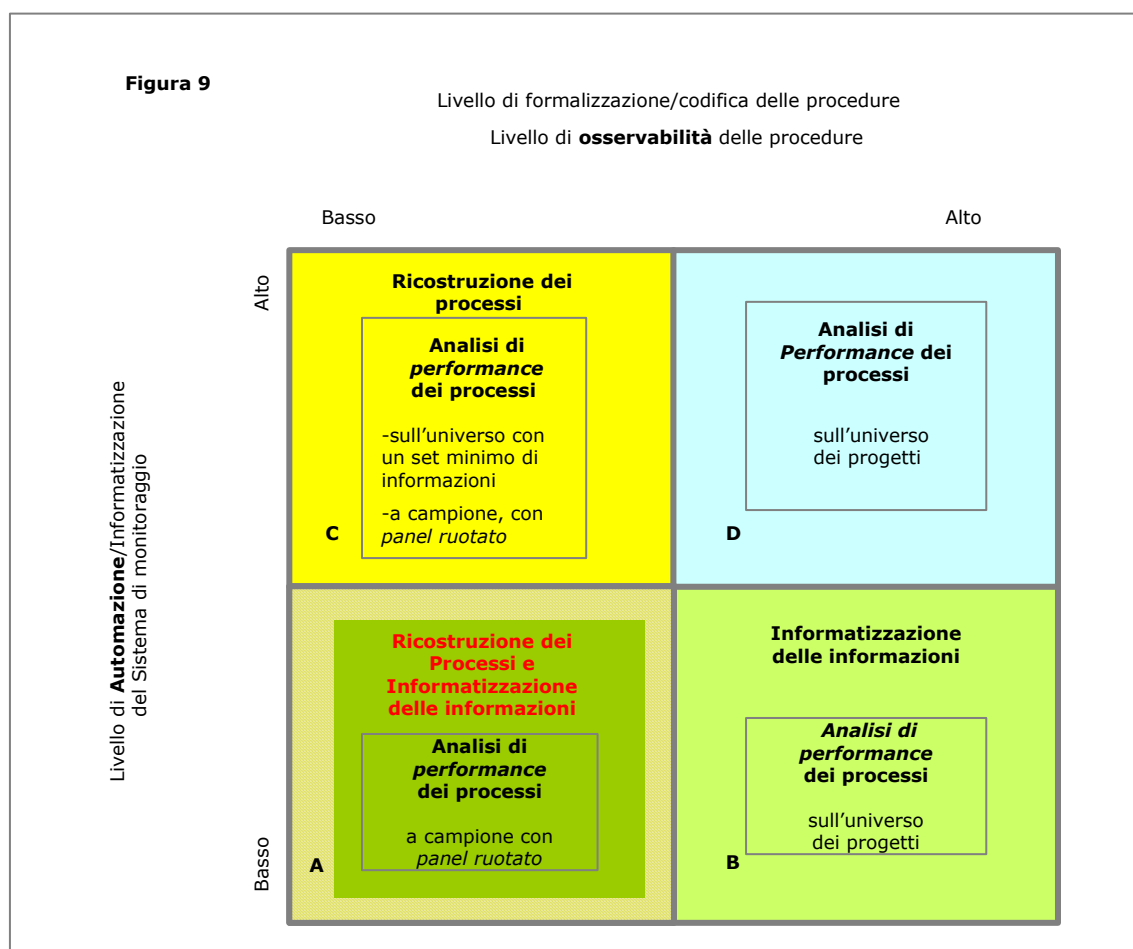 Figura 9
Livello di formalizzazione/codifica delle procedure
Livello di osservabilità delle procedure
Basso
Alto
Alto
Livello di Automazione/Informatizzazione
del Sistema di monitoraggio
Basso
Ricostruzione dei
processi
Analisi di
performance
dei processi
-sull’universo con
un set minimo di
informazioni
-a campione, con
panel ruotato
C
Analisi di
Performance dei
processi
sull’universo
dei progetti
D
Ricostruzione dei
Processi e
Informatizzazione
delle informazioni
Analisi di
performance
dei processi
a campione con
panel ruotato
A
Informatizzazione
delle informazioni
Analisi di
performance
dei processi
sull’universo
dei progetti
B